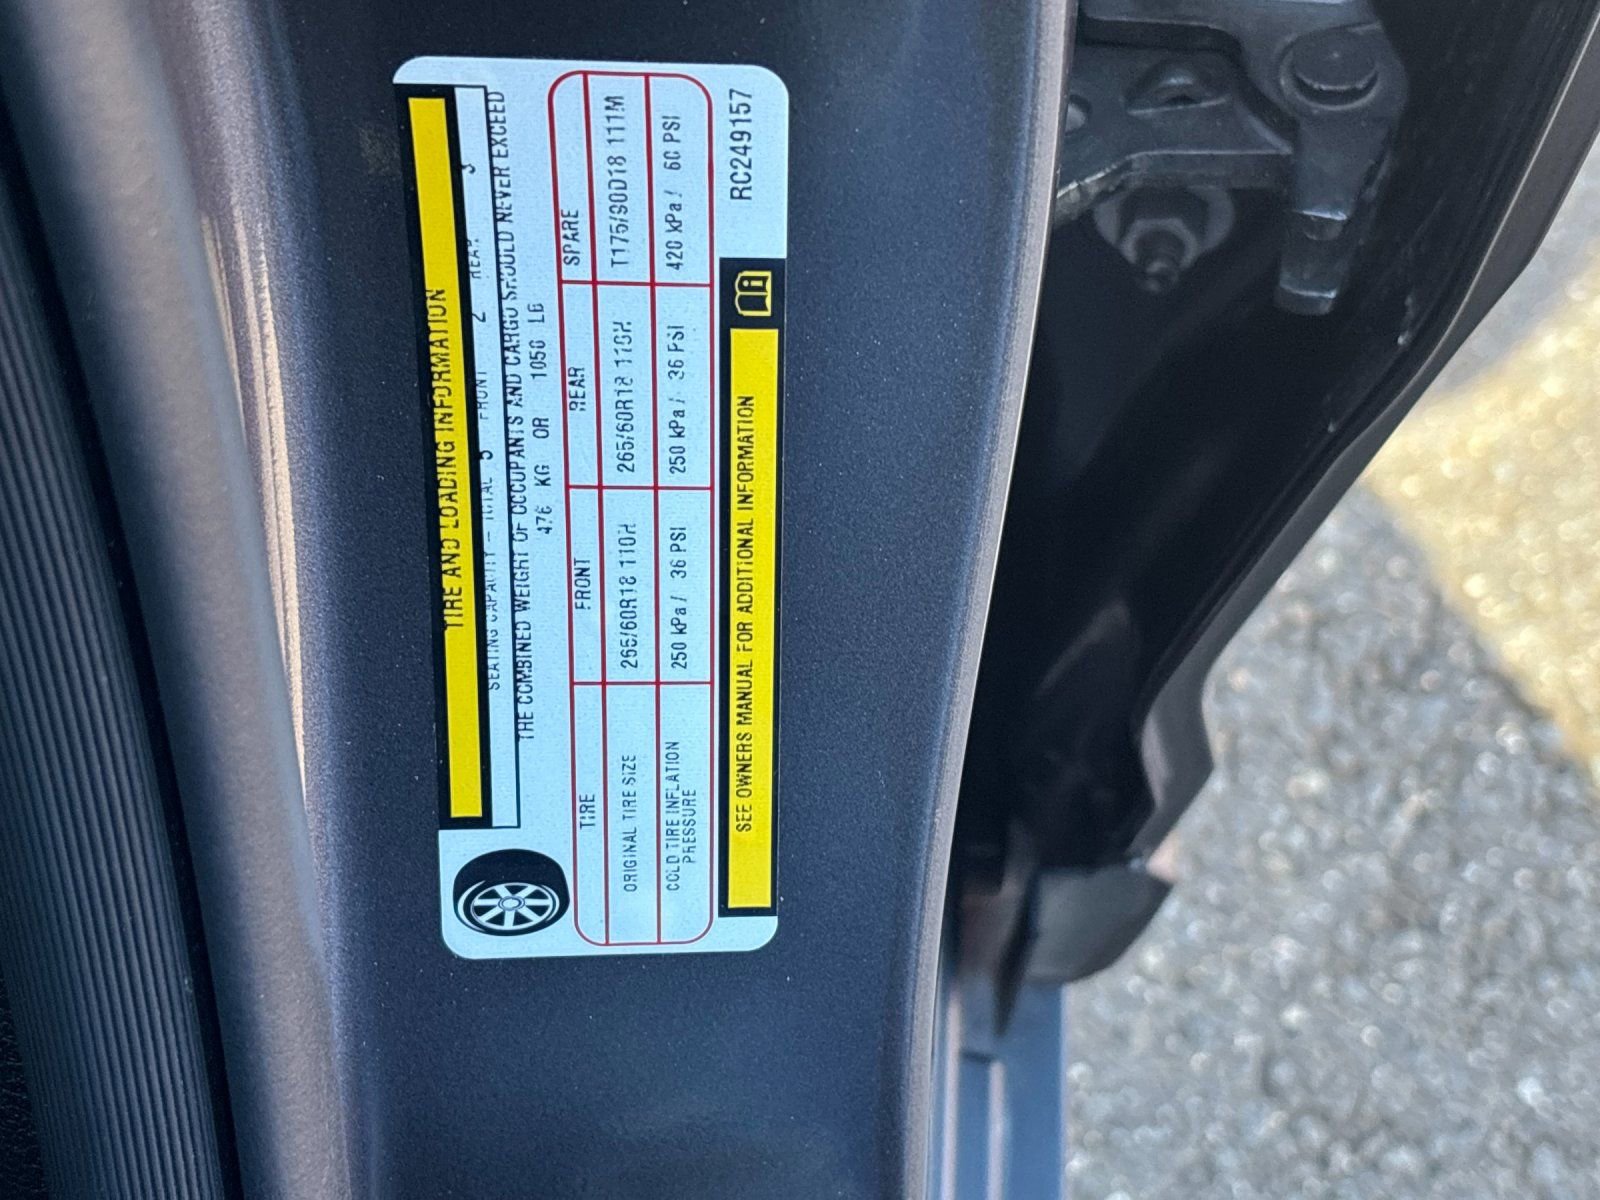 TIRE AND LOADING INFORMATION
SEATING CAPACITY – TOTAL 5 FRONT 2 REAR 3
THE COMBINED WEIGHT OF OCCUPANTS AND CARGO SHOULD NEVER EXCEED
476 KG OR 1050 LB
TIRE FRONT REAR SPARE
ORIGINAL TIRE SIZE 265/60R18 110H 265/60R18 110H T175/90D18 111M
COLD TIRE INFLATION PRESSURE 250 kPa / 36 PSI 250 kPa / 36 PSI 420 kPa / 60 PSI
SEE OWNERS MANUAL FOR ADDITIONAL INFORMATION
RC249157